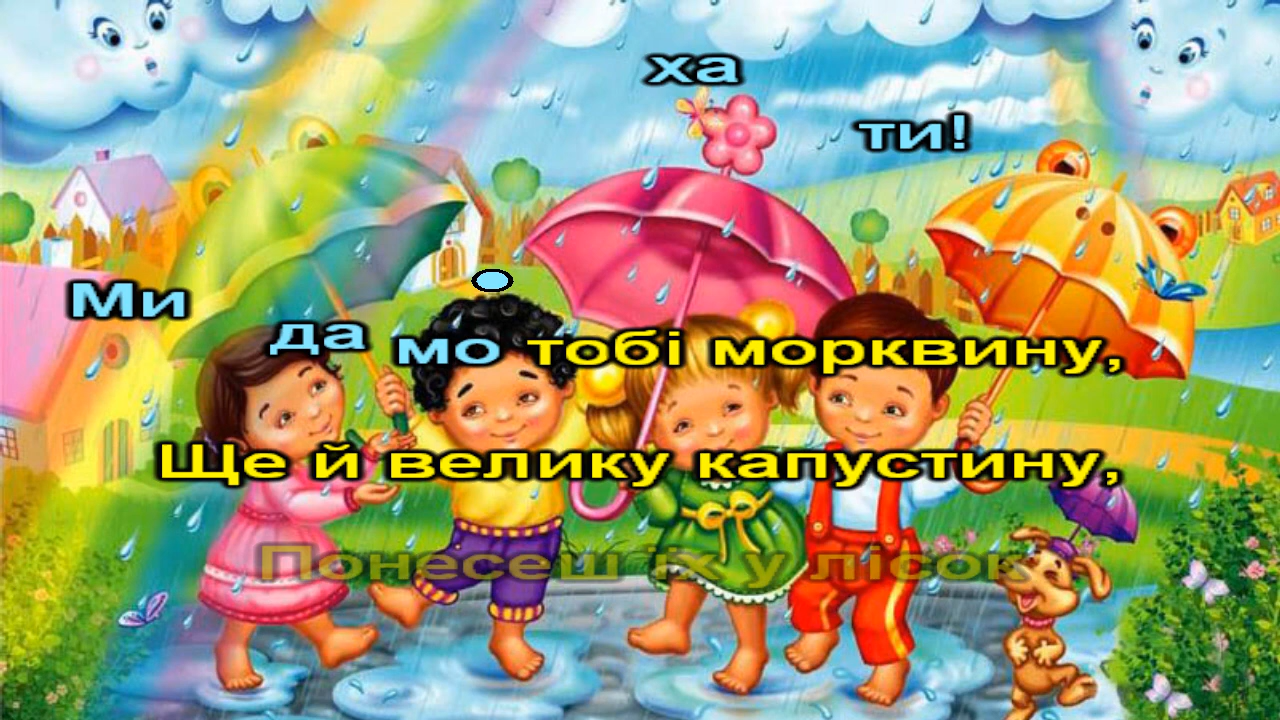 ха
ти!
Ми да мо тобі морквину,
Ще й велику капустину,
Понесеш їх у лісок